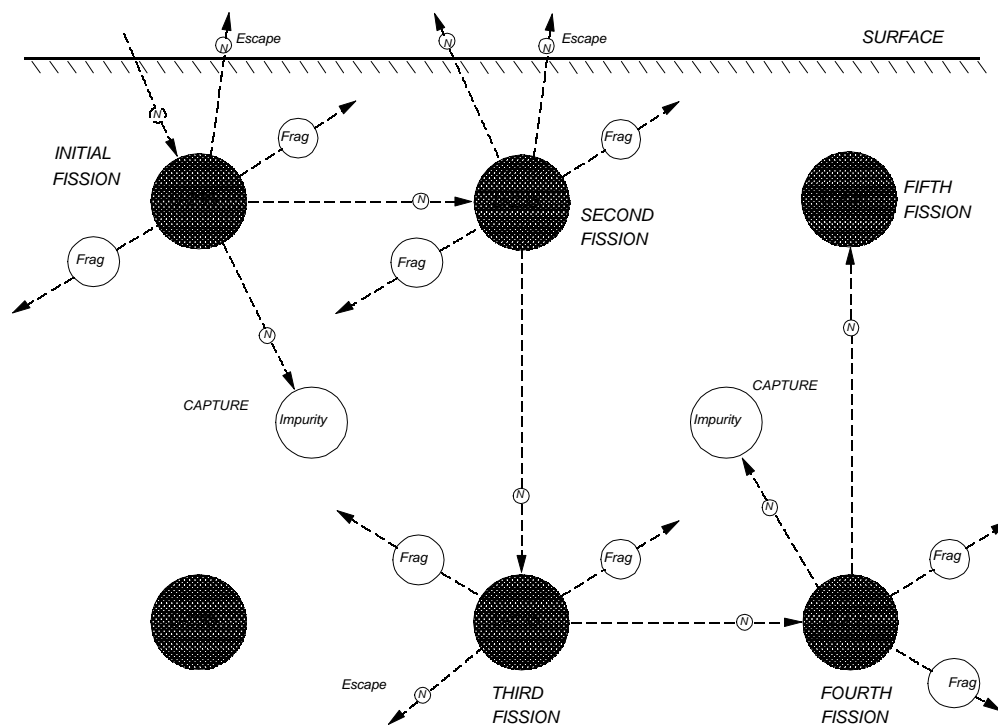 Escape
Escape
SURFACE
N
N
N
N
Frag
Frag
INITIAL
FISSION
FIFTH
FISSION
N
SECOND
FISSION
Frag
Frag
N
N
CAPTURE
Impurity
CAPTURE
Impurity
N
N
Frag
Frag
Frag
N
Escape
N
THIRD
FISSION
FOURTH
FISSION
Frag